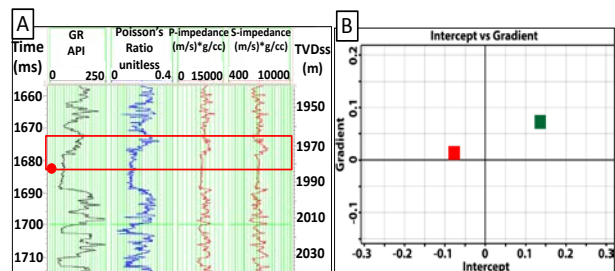 A
Time
(ms)
GR
API
0 250
Poisson's
Ratio
unitless
0 0.4
P-impedance
(m/s)*g/cc)
0 15000
S-impedance
(m/s)*g/cc)
400 10000
TVDss
(m)
1660
1670
1680
1690
1700
1710
1950
1970
1990
2010
2030
B
Intercept vs Gradient
Gradient
0.2
0.1
0
-0.1
-0.3 -0.2 -0.1 0 0.1 0.2 0.3
Intercept